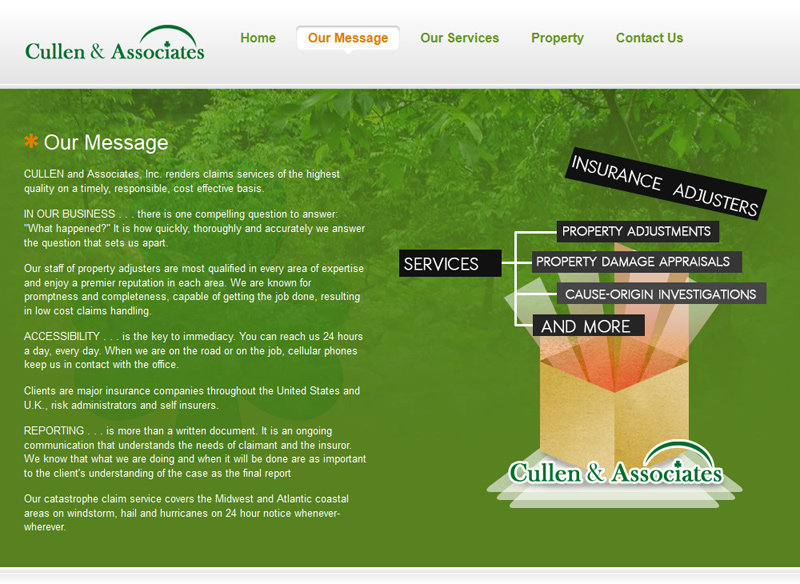 Cullen & Associates
Home
Our Message
Our Services
Property
Contact Us
* Our Message
CULLEN and Associates, Inc. renders claims services of the highest
quality on a timely, responsible, cost effective basis.
IN OUR BUSINESS . . . there is one compelling question to answer:
"What happened?" It is how quickly, thoroughly and accurately we answer
the question that sets us apart.
Our staff of property adjusters are most qualified in every area of expertise
and enjoy a premier reputation in each area. We are known for
promptness and completeness, capable of getting the job done, resulting
in low cost claims handling.
ACCESSIBILITY . . . is the key to immediacy. You can reach us 24 hours
a day, every day. When we are on the road or on the job, cellular phones
keep us in contact with the office.
Clients are major insurance companies throughout the United States and
U.K., risk administrators and self insurers.
REPORTING . . . is more than a written document. It is an ongoing
communication that understands the needs of claimant and the insuror.
We know that what we are doing and when it will be done are as important
to the client's understanding of the case as the final report
Our catastrophe claim service covers the Midwest and Atlantic coastal
areas on windstorm, hail and hurricanes on 24 hour notice whenever-
wherever.
INSURANCE ADJUSTERS
SERVICES
PROPERTY ADJUSTMENTS
PROPERTY DAMAGE APPRAISALS
CAUSE-ORIGIN INVESTIGATIONS
AND MORE
Cullen & Associates